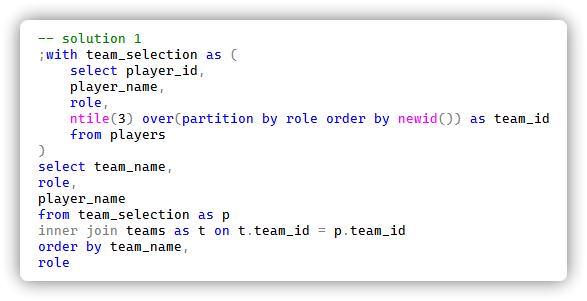 -- solution 1
;with team_selection as (
    select player_id,
    player_name,
    role,
    ntile(3) over(partition by role order by newid()) as team_id
    from players
)
select team_name,
role,
player_name
from team_selection as p
inner join teams as t on t.team_id = p.team_id
order by team_name,
role